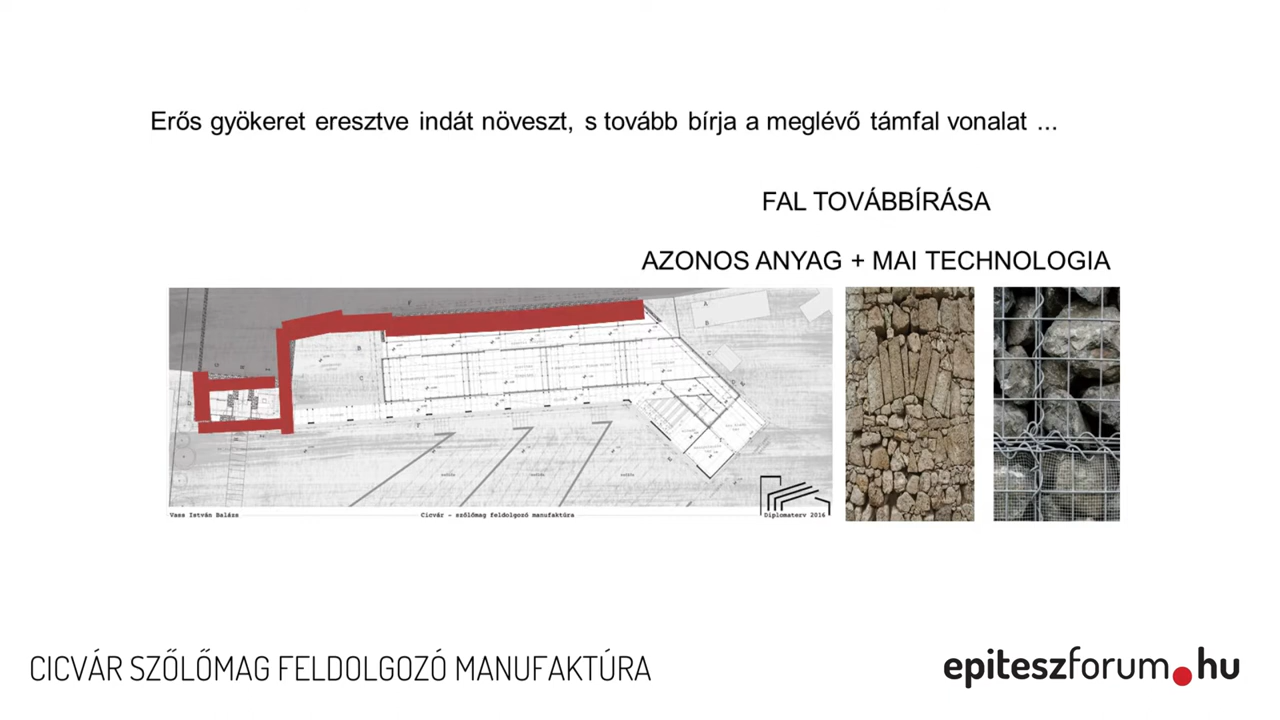 Erős gyökeret eresztve indát növeszt, s tovább bírja a meglévő támfal vonalat ...
FAL TOVÁBBÍRÁSA
AZONOS ANYAG + MAI TECHNOLOGIA
Vass István Balázs
Cicvár - szőlőmag feldolgozó manufaktúra
Diplomaterv 2016
CICVÁR SZŐLŐMAG FELDOLGOZÓ MANUFAKTÚRA
epiteszforum.hu